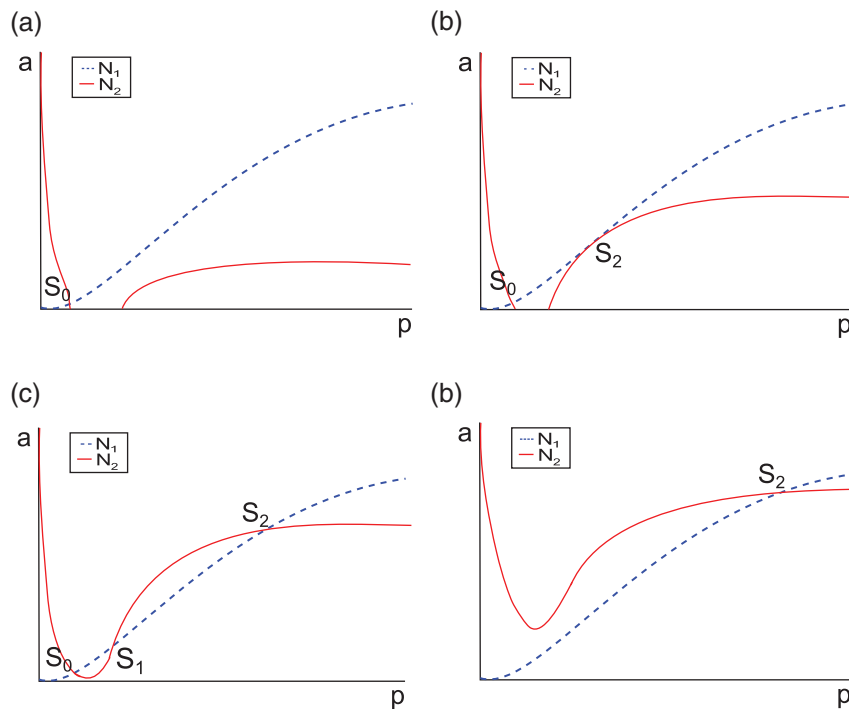 (a)
a
N₁
N₂
S₀
p
(b)
a
N₁
N₂
S₀
S₂
p
(c)
a
N₁
N₂
S₂
S₀
S₁
p
(b)
a
N₁
N₂
S₂
p